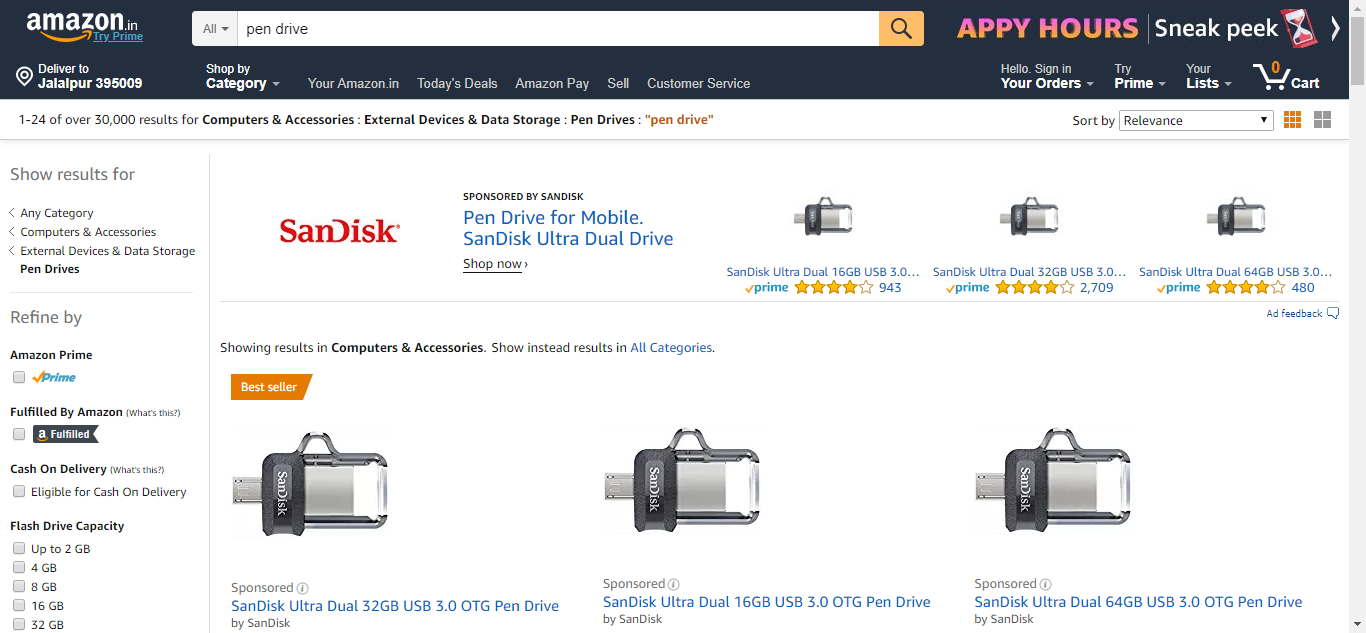 amazon.in
Try Prime
All
pen drive
APPY HOURS
Sneak peek
Deliver to
Jalalpur 395009
Shop by
Category
Your Amazon.in
Today's Deals
Amazon Pay
Sell
Customer Service
Hello. Sign in
Your Orders
Try
Prime
Your
Lists
0
Cart
1-24 of over 30,000 results for Computers & Accessories : External Devices & Data Storage : Pen Drives : "pen drive"
Sort by
Relevance
Show results for
Any Category
Computers & Accessories
External Devices & Data Storage
Pen Drives
Refine by
Amazon Prime
Prime
Fulfilled By Amazon (What's this?)
a Fulfilled
Cash On Delivery (What's this?)
Eligible for Cash On Delivery
Flash Drive Capacity
Up to 2 GB
4 GB
8 GB
16 GB
32 GB
SanDisk®
SPONSORED BY SANDISK
Pen Drive for Mobile.
SanDisk Ultra Dual Drive
Shop now ›
SanDisk Ultra Dual 16GB USB 3.0...
prime 943
SanDisk Ultra Dual 32GB USB 3.0...
prime 2,709
SanDisk Ultra Dual 64GB USB 3.0...
prime 480
Ad feedback
Showing results in Computers & Accessories. Show instead results in All Categories.
Best seller
SanDisk
Sponsored
SanDisk Ultra Dual 32GB USB 3.0 OTG Pen Drive
by SanDisk
SanDisk
Sponsored
SanDisk Ultra Dual 16GB USB 3.0 OTG Pen Drive
by SanDisk
SanDisk
Sponsored
SanDisk Ultra Dual 64GB USB 3.0 OTG Pen Drive
by SanDisk